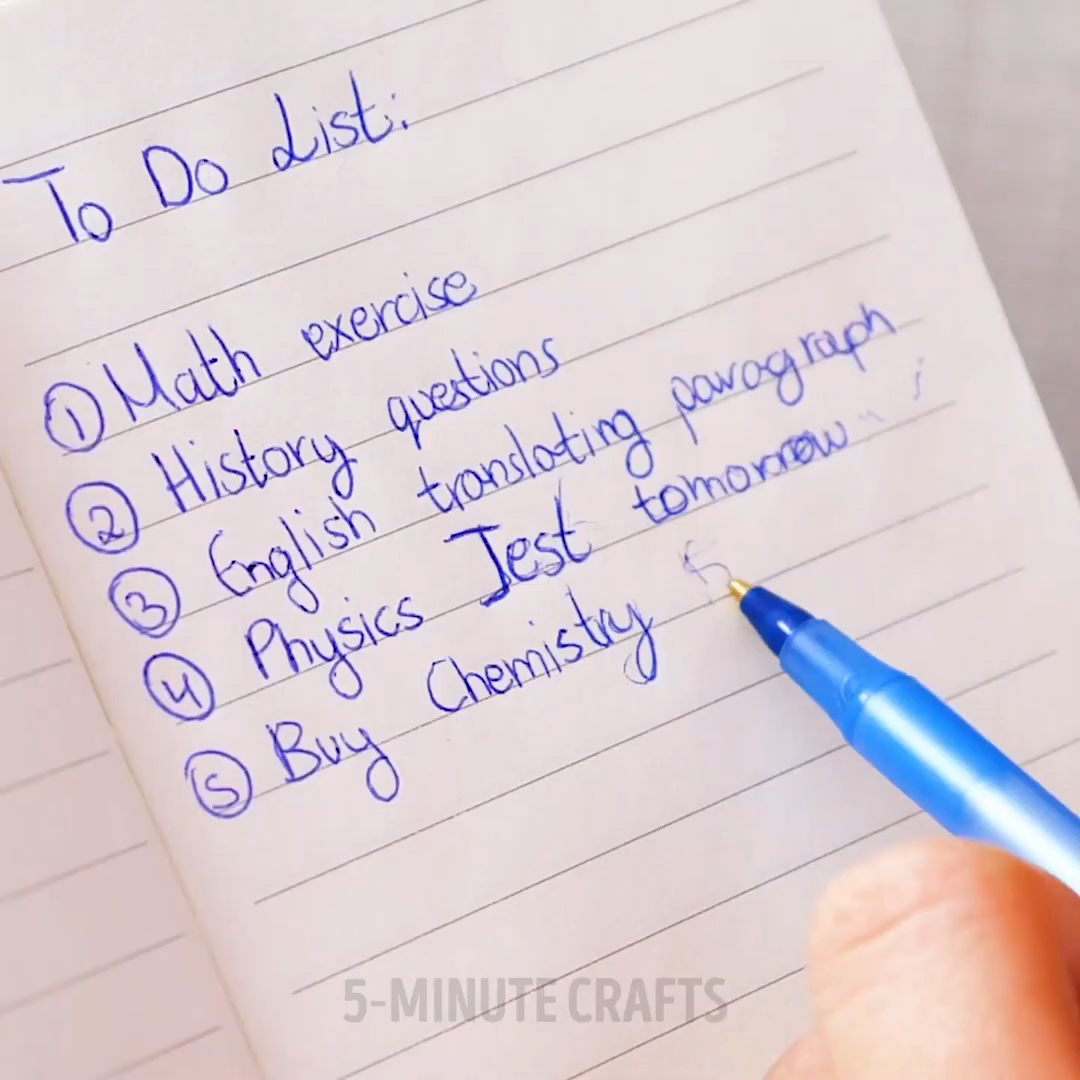 To Do List:
① Math exercise
② History questions
③ English translating paragraph
④ Physics Test tomorrow
⑤ Buy Chemistry
5-MINUTE CRAFTS